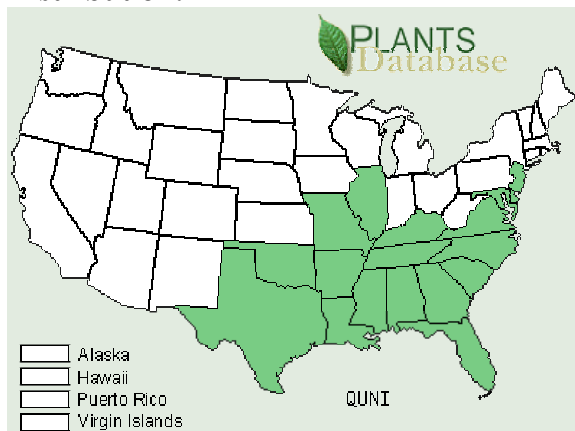 PLANTS
Database
Alaska
Hawaii
Puerto Rico
QUNI
Virgin Islands